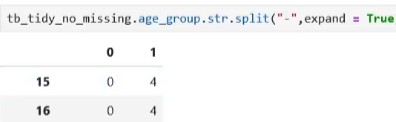 tb_tidy_no_missing.age_group.str.split("-",expand = True
0 1
15 0 4
16 0 4